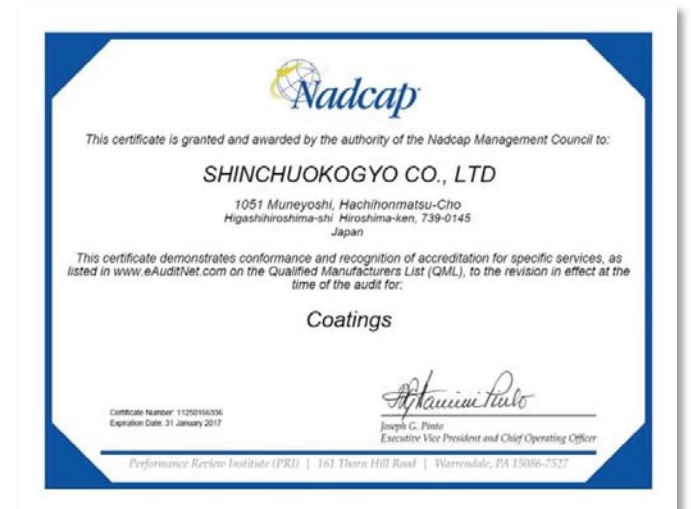 Nadcap
This certificate is granted and awarded by the authority of the Nadcap Management Council to:
SHINCHUOKOGYO CO., LTD
1051 Muneyoshi, Hachihonmatsu-Cho
Higashihiroshima-shi Hiroshima-ken, 739-0145
Japan
This certificate demonstrates conformance and recognition of accreditation for specific services, as
listed in www.eAuditNet.com on the Qualified Manufacturers List (QML), to the revision in effect at the
time of the audit for:
Coatings
Certificate Number: 11250166336
Expiration Date: 31 January 2017
Joseph G. Pinto
Executive Vice President and Chief Operating Officer
Performance Review Institute (PRI) | 161 Thorn Hill Road | Warrendale, PA 15086-7527